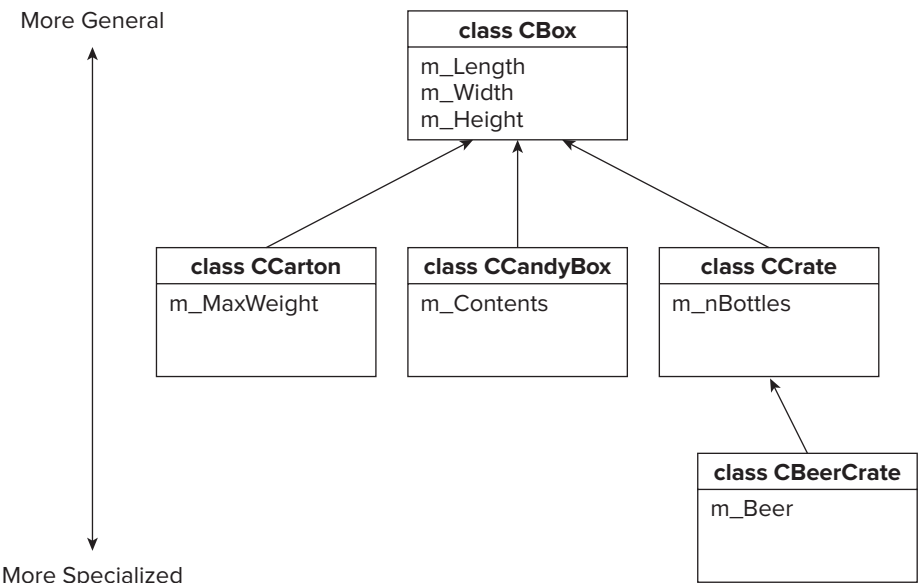 More General
class CBox
m_Length
m_Width
m_Height
class CCarton
m_MaxWeight
class CCandyBox
m_Contents
class CCrate
m_nBottles
class CBeerCrate
m_Beer
More Specialized